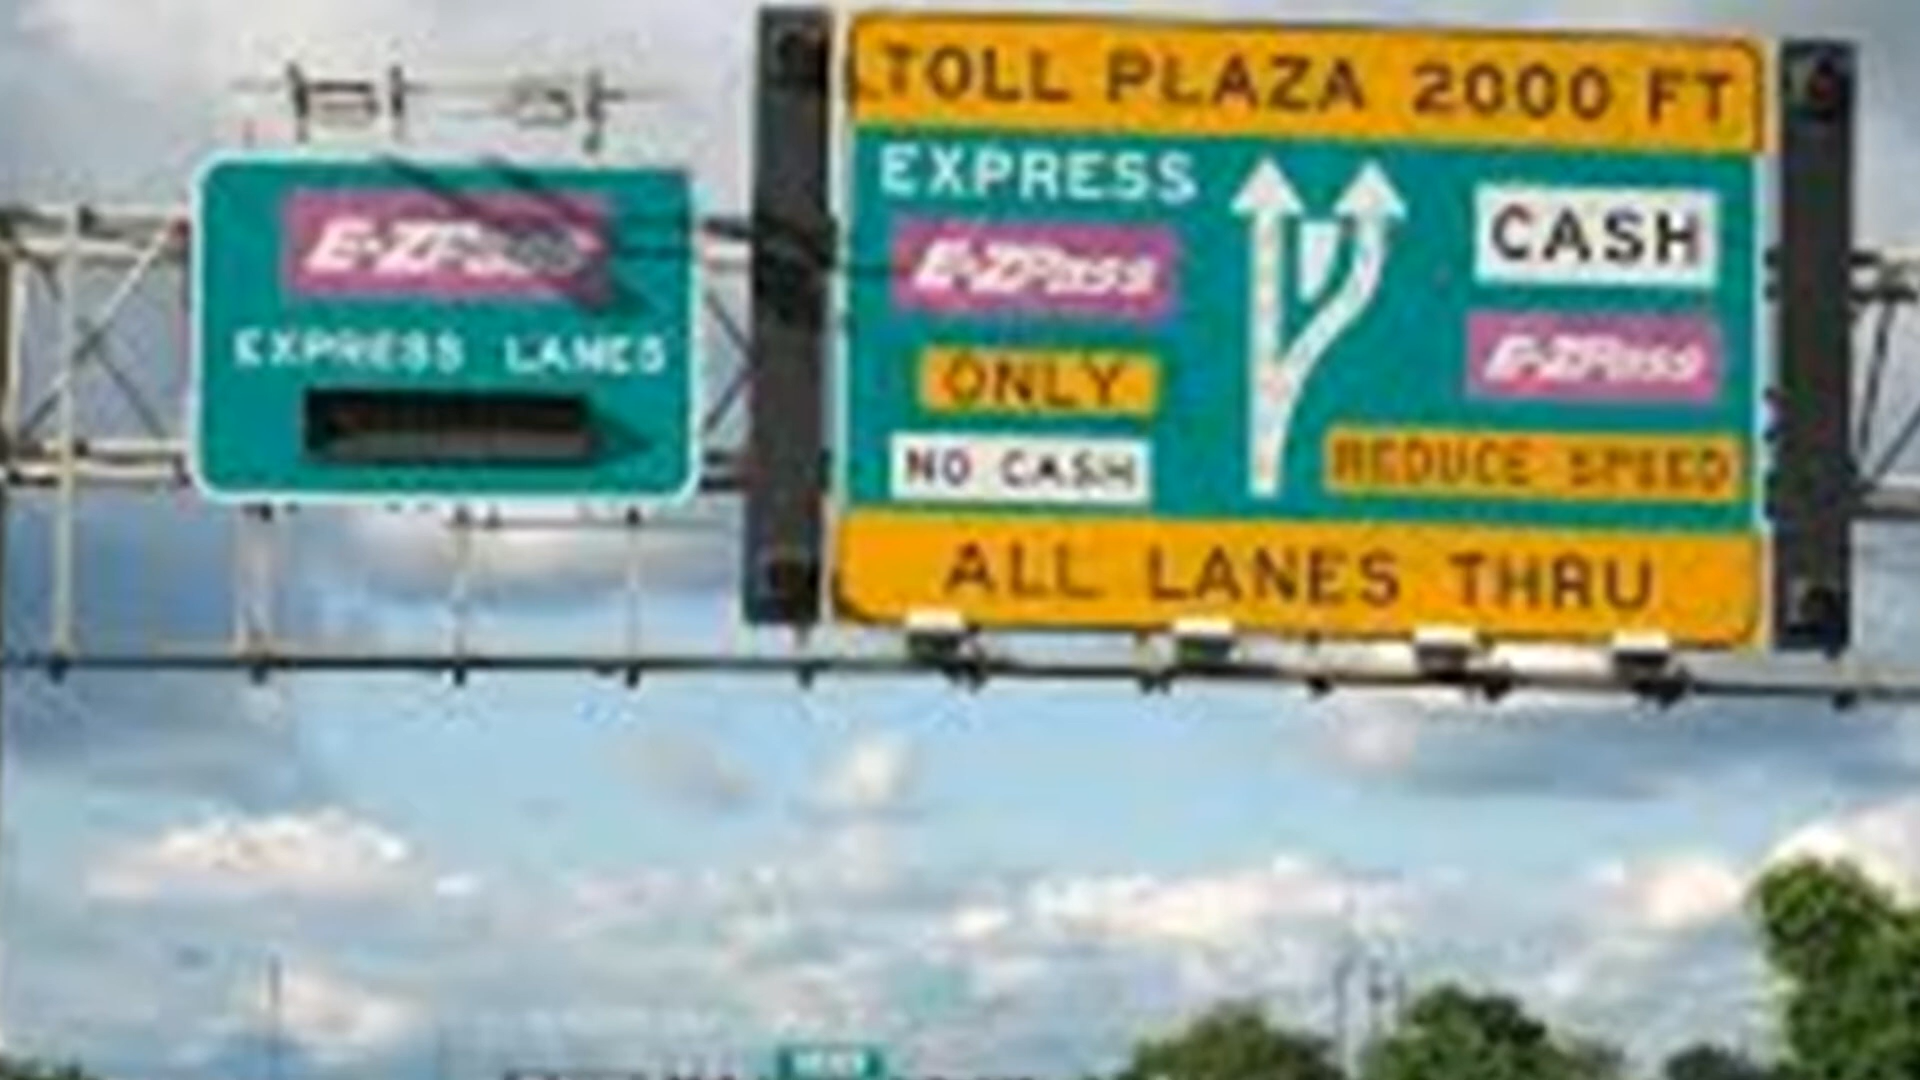 E-ZPass
EXPRESS LANES
TOLL PLAZA 2000 FT
EXPRESS
E-ZPass
ONLY
NO CASH
CASH
E-ZPass
REDUCE SPEED
ALL LANES THRU